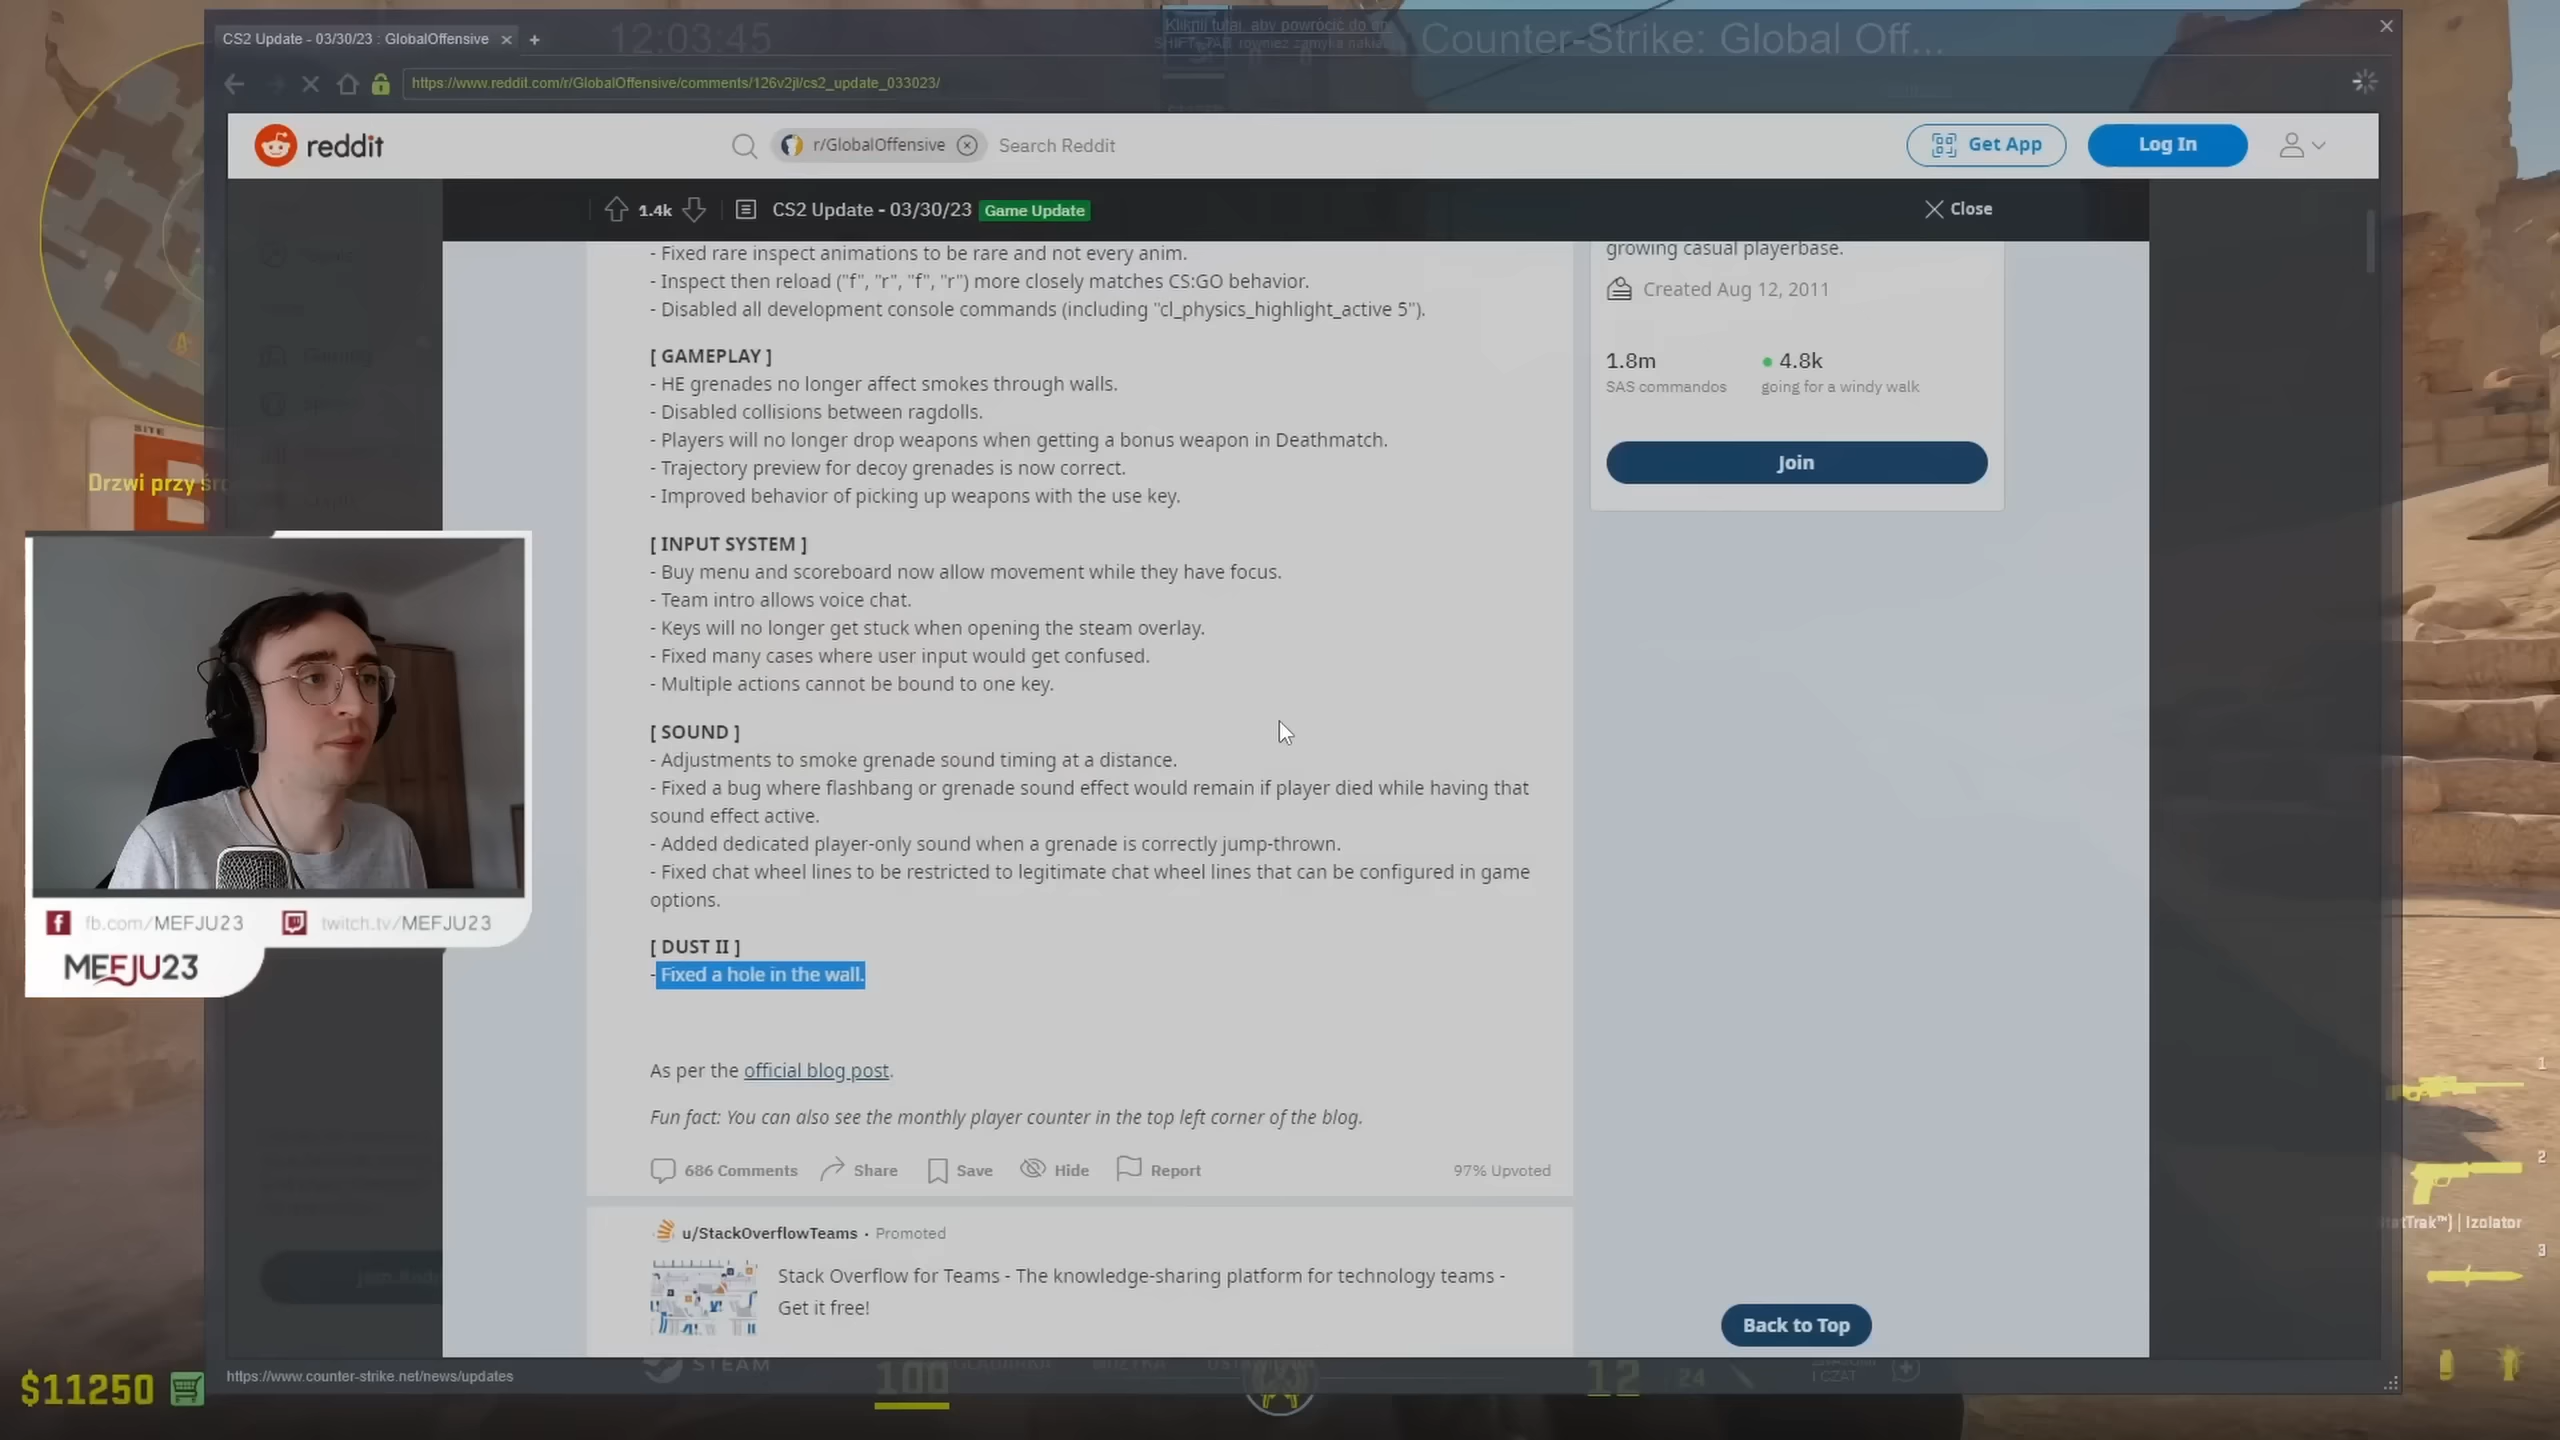 CS2 Update - 03/30/23 : GlobalOffensive
12:03:45
Kliknij tutaj, aby powrócić do
Counter-Strike: Global Off...
https://www.reddit.com/r/GlobalOffensive/comments/126v2jl/cs2_update_033023/
reddit
r/GlobalOffensive
Search Reddit
Get App
Log In
1.4k
CS2 Update - 03/30/23
Game Update
Close
- Fixed rare inspect animations to be rare and not every anim.
- Inspect then reload ("f", "r", "f", "r") more closely matches CS:GO behavior.
- Disabled all development console commands (including "cl_physics_highlight_active 5").
[ GAMEPLAY ]
- HE grenades no longer affect smokes through walls.
- Disabled collisions between ragdolls.
- Players will no longer drop weapons when getting a bonus weapon in Deathmatch.
- Trajectory preview for decoy grenades is now correct.
- Improved behavior of picking up weapons with the use key.
[ INPUT SYSTEM ]
- Buy menu and scoreboard now allow movement while they have focus.
- Team intro allows voice chat.
- Keys will no longer get stuck when opening the steam overlay.
- Fixed many cases where user input would get confused.
- Multiple actions cannot be bound to one key.
[ SOUND ]
- Adjustments to smoke grenade sound timing at a distance.
- Fixed a bug where flashbang or grenade sound effect would remain if player died while having that
sound effect active.
- Added dedicated player-only sound when a grenade is correctly jump-thrown.
- Fixed chat wheel lines to be restricted to legitimate chat wheel lines that can be configured in game
options.
[ DUST II ]
- Fixed a hole in the wall.
As per the official blog post.
Fun fact: You can also see the monthly player counter in the top left corner of the blog.
686 Comments
Share
Save
Hide
Report
97% Upvoted
u/StackOverflowTeams • Promoted
Stack Overflow for Teams - The knowledge-sharing platform for technology teams -
Get it free!
growing casual playerbase.
Created Aug 12, 2011
1.8m
4.8k
SAS commandos
going for a windy walk
Join
Back to Top
SITE
B
Drzwi przy
fb.com/MEFJU23
twitch.tv/MEFJU23
MEFJU23
1
2
Trak™) | Izolator
3
https://www.counter-strike.net/news/updates
STEAM
$11250
100
12
24